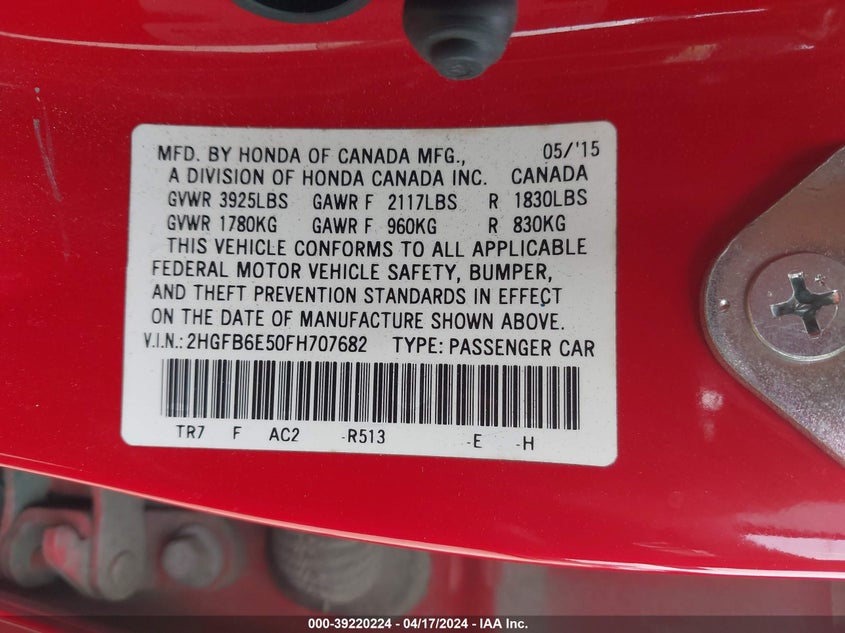 MFD. BY HONDA OF CANADA MFG., 05/'15
A DIVISION OF HONDA CANADA INC. CANADA
GVWR 3925LBS GAWR F 2117LBS R 1830LBS
GVWR 1780KG GAWR F 960KG R 830KG
THIS VEHICLE CONFORMS TO ALL APPLICABLE
FEDERAL MOTOR VEHICLE SAFETY, BUMPER,
AND THEFT PREVENTION STANDARDS IN EFFECT
ON THE DATE OF MANUFACTURE SHOWN ABOVE.
V.I.N.: 2HGFB6E50FH707682 TYPE: PASSENGER CAR
TR7 F AC2 -R513 -E -H
000-39220224 - 04/17/2024 - IAA Inc.